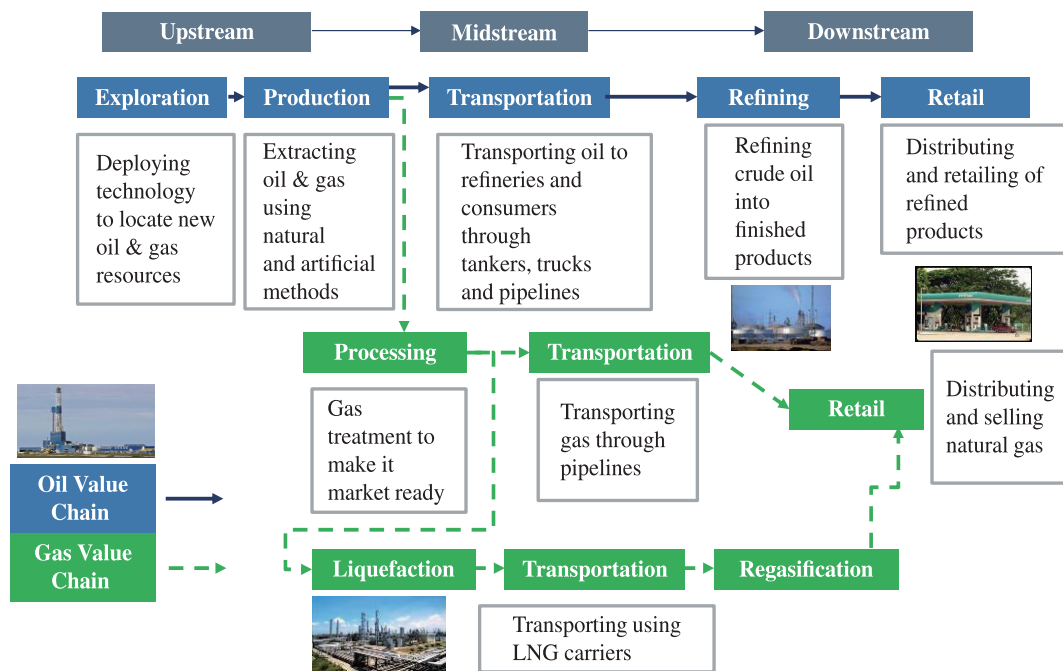 Upstream
Midstream
Downstream
Exploration
Production
Transportation
Refining
Retail
Deploying
technology
to locate new
oil & gas
resources
Extracting
oil & gas
using
natural
and artificial
methods
Transporting oil to
refineries and
consumers
through
tankers, trucks
and pipelines
Refining
crude oil
into
finished
products
Distributing
and retailing of
refined
products
Processing
Transportation
Retail
Gas
treatment to
make it
market ready
Transporting
gas through
pipelines
Distributing
and selling
natural gas
Oil Value
Chain
Gas Value
Chain
Liquefaction
Transportation
Regasification
Transporting using
LNG carriers